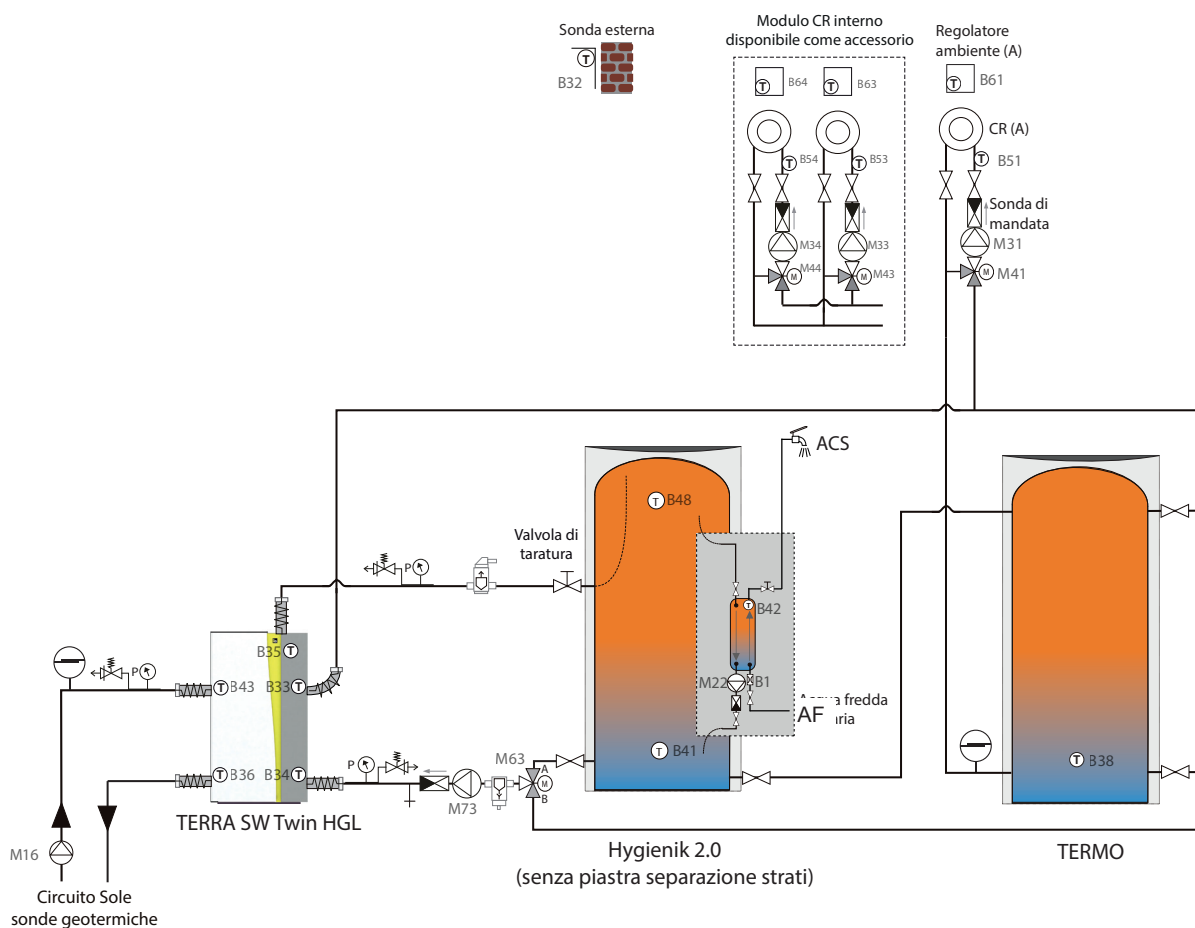 Sonda esterna
T
B32
Modulo CR interno
disponibile come accessorio
T
B64
T
B63
Regolatore
ambiente (A)
T
B61
CR (A)
T
B54
T
B53
T
B51
Sonda di
mandata
M34
M33
M31
M
M44
M
M43
M
M41
ACS
T
B48
Valvola di
taratura
P
T
B42
B35
T
P
T
B43
B33
T
M22
B1
Acqua fredda
AF
T
B41
T
B38
T
B36
B34
T
P
M63
A
M
B
M73
TERRA SW Twin HGL
M16
Hygienik 2.0
(senza piastra separazione strati)
TERMO
Circuito Sole
sonde geotermiche